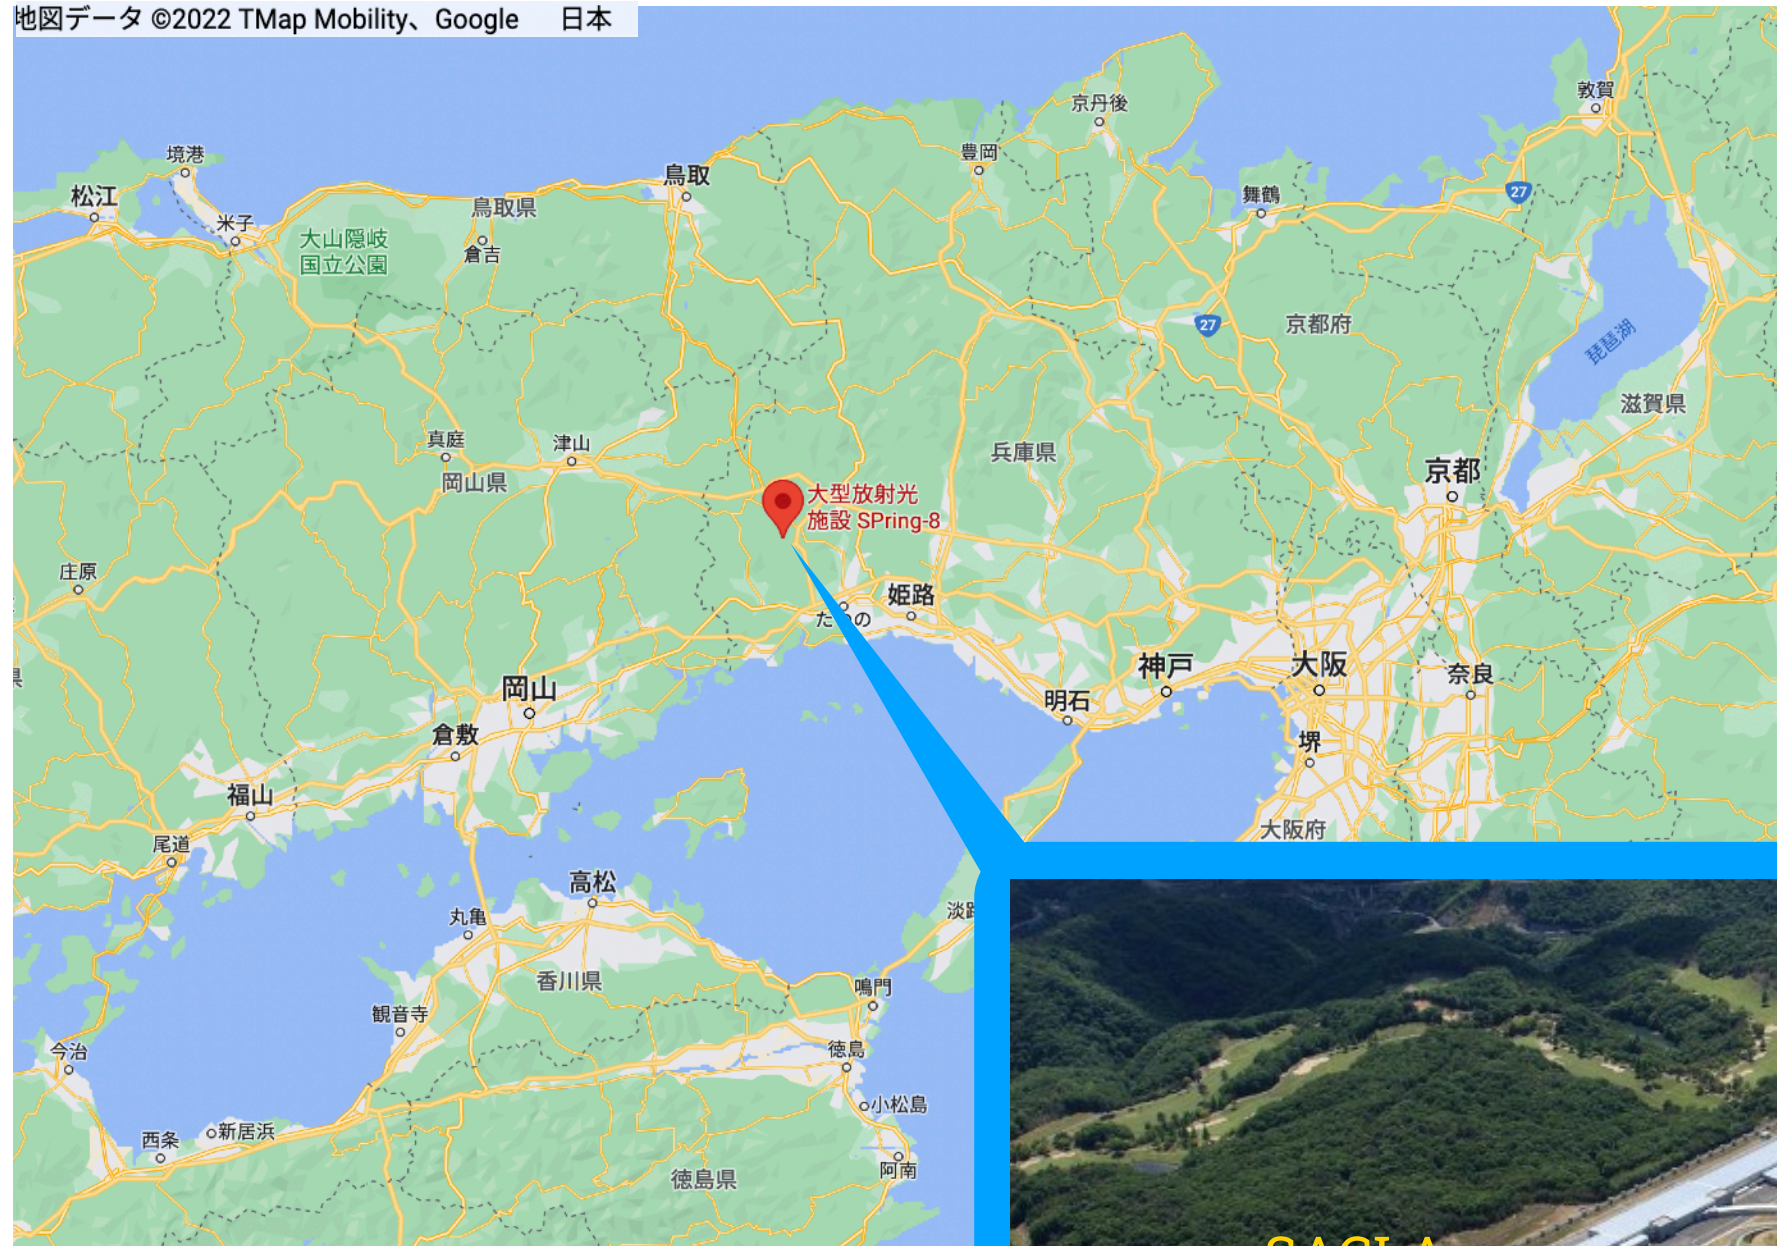 地図データ ©2022 TMap Mobility、Google 日本
敦賀
京丹後
境港
豊岡
鳥取
松江
27
舞鶴
鳥取県
米子
大山隠岐
国立公園
倉吉
27
京都府
琵琶湖
滋賀県
真庭
津山
兵庫県
京都
岡山県
大型放射光
施設 SPring-8
庄原
姫路
神戸
大阪
奈良
岡山
明石
倉敷
堺
福山
大阪府
尾道
高松
丸亀
香川県
鳴門
観音寺
今治
徳島
小松島
新居浜
西条
阿南
徳島県